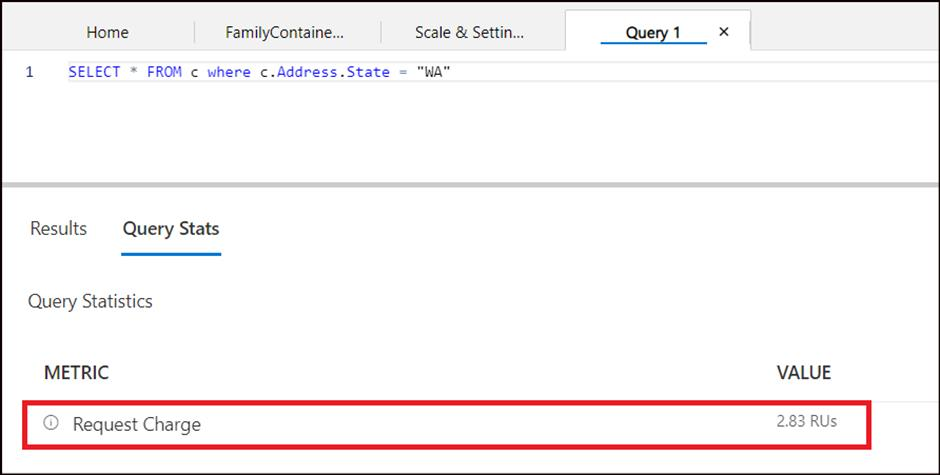 Home FamilyContaine... Scale & Settin... Query 1 ✕
1 SELECT * FROM c where c.Address.State = "WA"
Results Query Stats
Query Statistics
METRIC VALUE
Request Charge 2.83 RUs